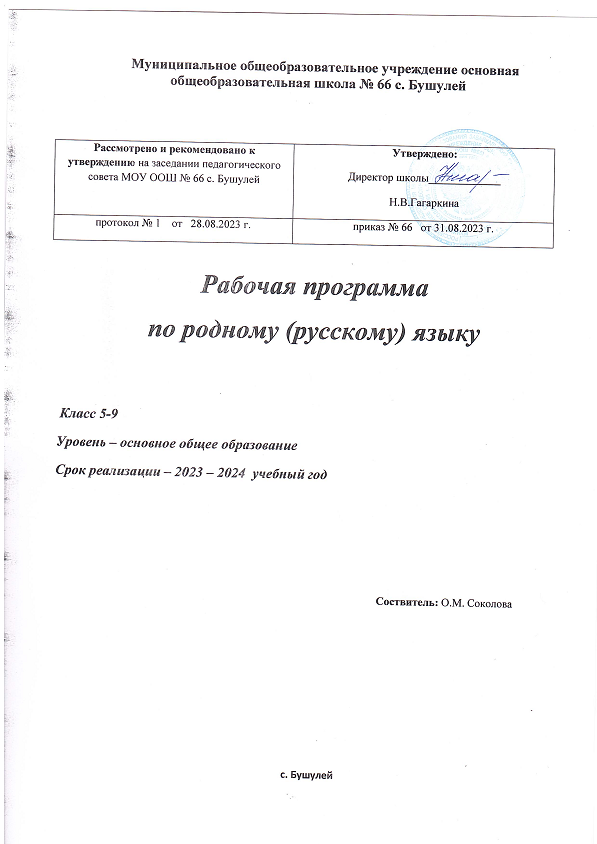 Муниципальное общеобразовательное учреждение основная
общеобразовательная школа № 66 с. Бушулей
Рассмотрено и рекомендовано к
утверждению на заседании педагогического
совета МОУ ООШ № 66 с. Бушулей
Утверждено:
Директор школы
Н.В.Гагаркина
протокол № 1 от 28.08.2023 г.
приказ № 66 от 31.08.2023 г.
Рабочая программа
по родному (русскому) языку
Класс 5-9
Уровень – основное общее образование
Срок реализации – 2023 – 2024 учебный год
Соствитель: О.М. Соколова
с. Бушулей